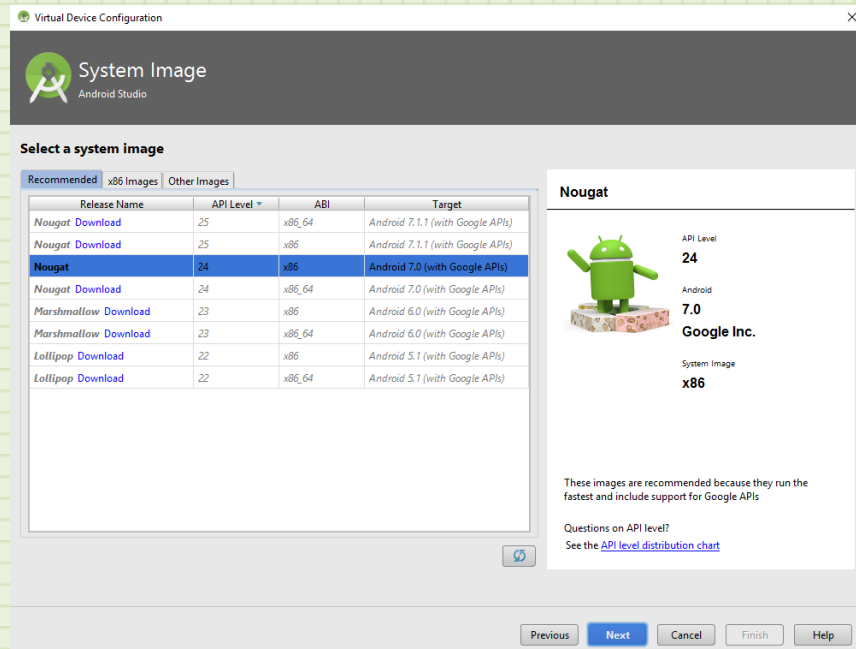 Virtual Device Configuration
System Image
Android Studio
Select a system image
Recommended x86 Images Other Images
Release Name API Level ABI Target
Nougat Download 25 x86_64 Android 7.1.1 (with Google APIs)
Nougat Download 25 x86 Android 7.1.1 (with Google APIs)
Nougat 24 x86 Android 7.0 (with Google APIs)
Nougat Download 24 x86_64 Android 7.0 (with Google APIs)
Marshmallow Download 23 x86 Android 6.0 (with Google APIs)
Marshmallow Download 23 x86_64 Android 6.0 (with Google APIs)
Lollipop Download 22 x86 Android 5.1 (with Google APIs)
Lollipop Download 22 x86_64 Android 5.1 (with Google APIs)
Nougat
API Level
24
Android
7.0
Google Inc.
System Image
x86
These images are recommended because they run the
fastest and include support for Google APIs
Questions on API level?
See the API level distribution chart
Previous Next Cancel Finish Help